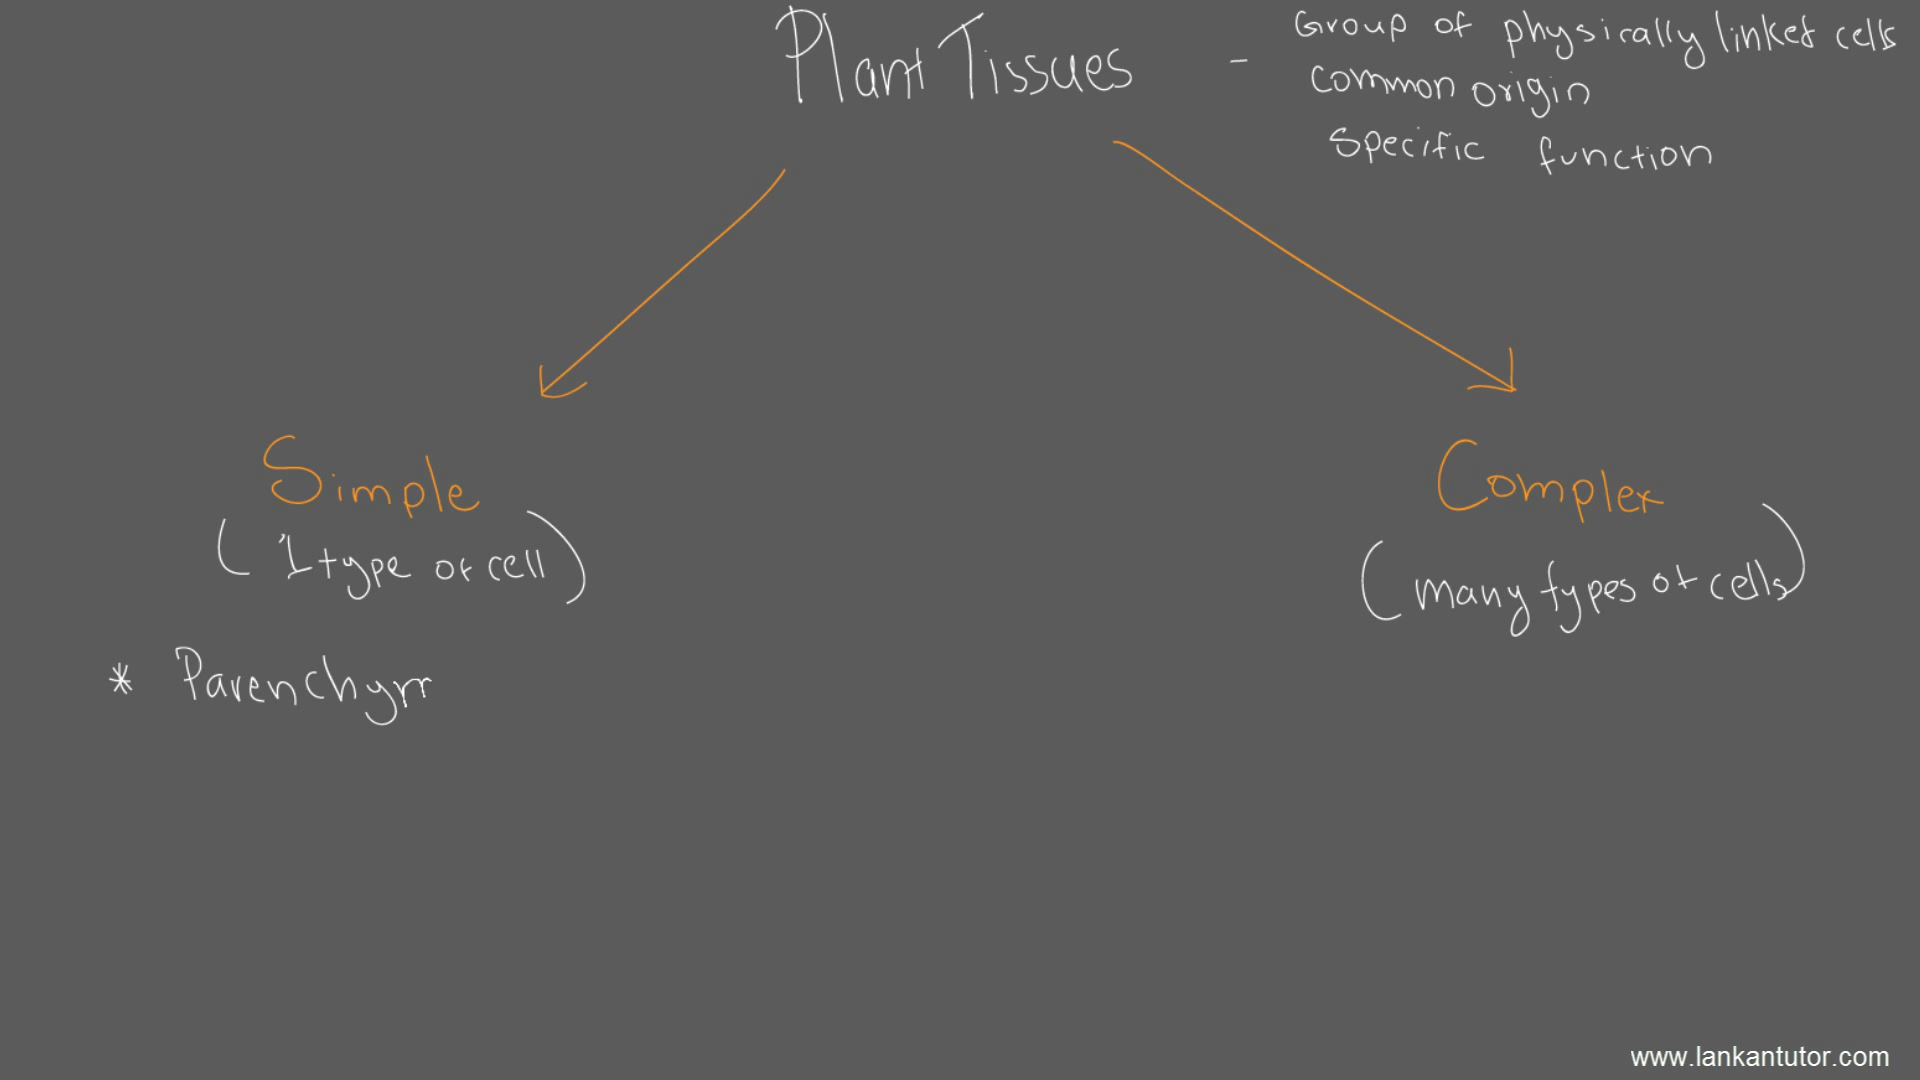 Plant Tissues -
Group of physically linked cells
common origin
Specific function
Simple
(1 type of cell)
Complex
(many types of cells)
* Parenchym
www.lankantutor.com